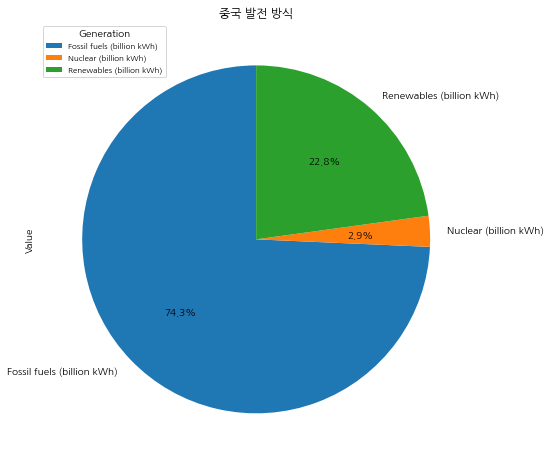 중국 발전 방식
Generation
Fossil fuels (billion kWh)
Nuclear (billion kWh)
Renewables (billion kWh)
Renewables (billion kWh)
22.8%
Nuclear (billion kWh)
2.9%
Value
74.3%
Fossil fuels (billion kWh)